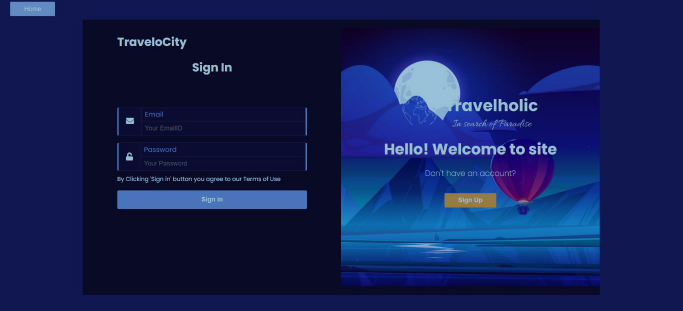 Home
TraveloCity
Sign In
Email
Your EmailID
Password
Your Password
By Clicking 'Sign in' button you agree to our Terms of Use
Sign in
Travelholic
In search of Paradise
Hello! Welcome to site
Don't have an account?
Sign Up